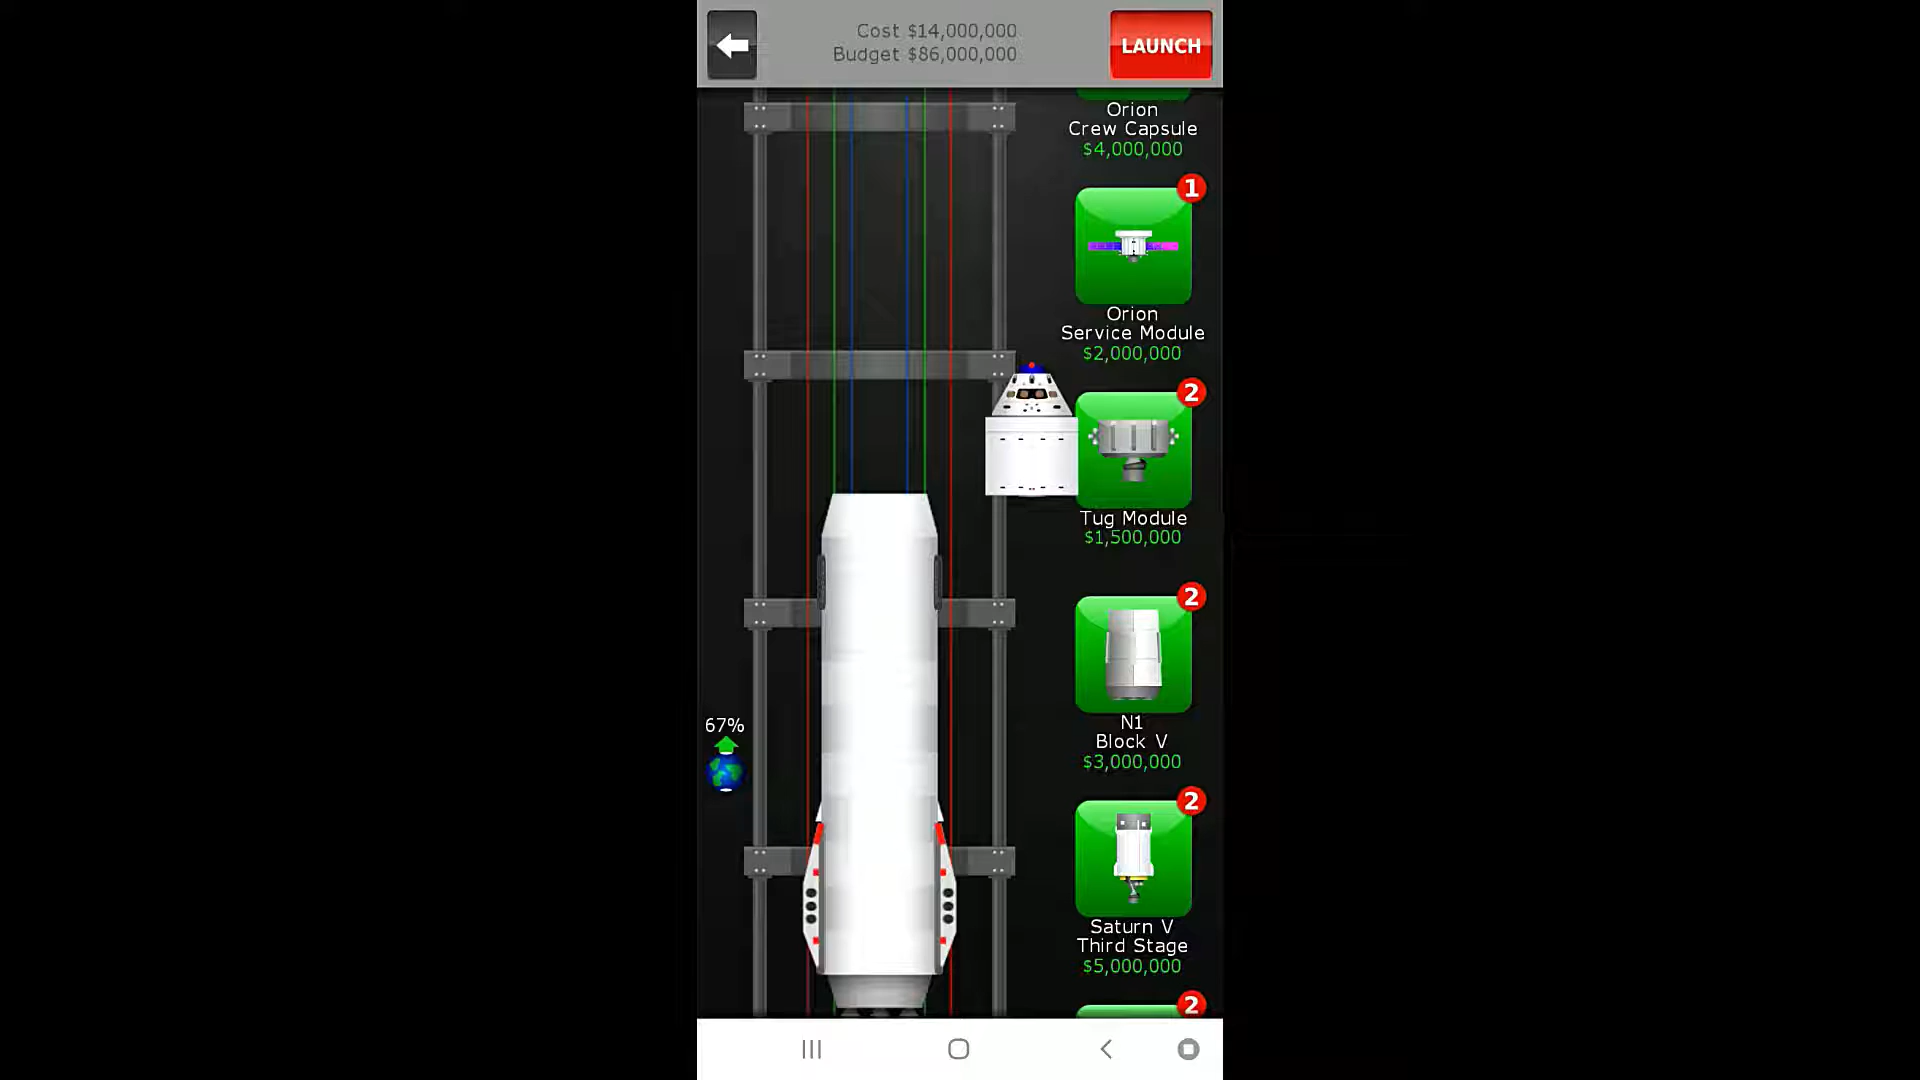 Cost $14,000,000
Budget $86,000,000
LAUNCH
Orion
Crew Capsule
$4,000,000
1
Orion
Service Module
$2,000,000
2
Tug Module
$1,500,000
2
N1
Block V
$3,000,000
67%
2
Saturn V
Third Stage
$5,000,000
2